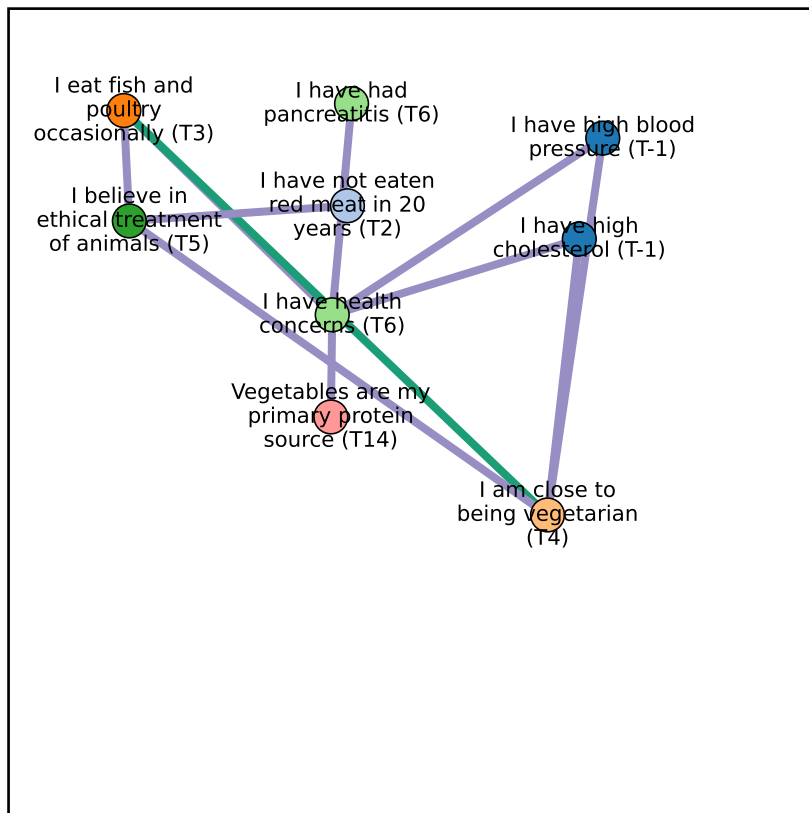 I eat fish and
poultry
occasionally (T3)
I have had
pancreatitis (T6)
I have high blood
pressure (T-1)
I believe in
ethical treatment
of animals (T5)
I have not eaten
red meat in 20
years (T2)
I have high
cholesterol (T-1)
I have health
concerns (T6)
Vegetables are my
primary protein
source (T14)
I am close to
being vegetarian
(T4)